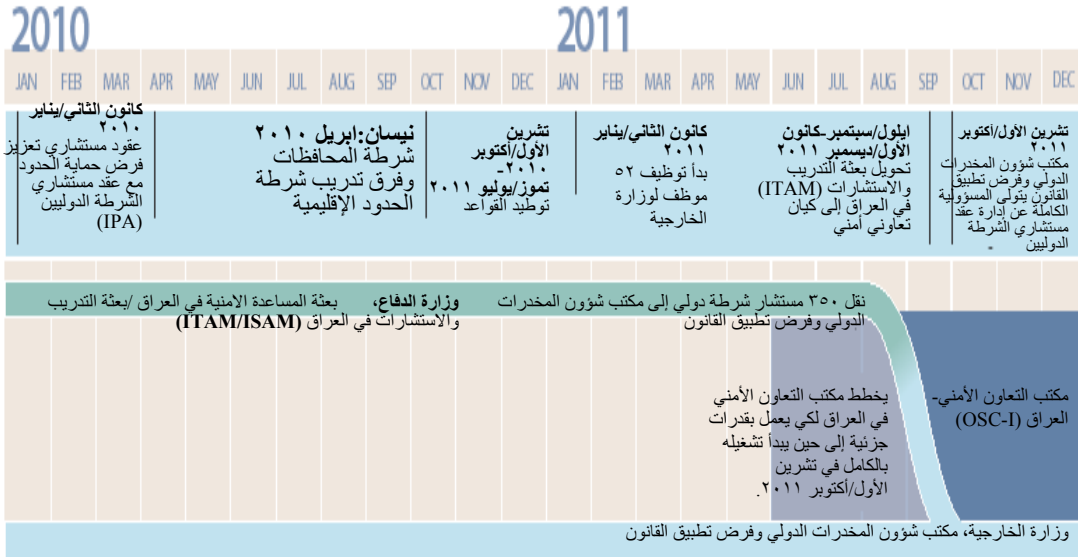 2010
2011
JAN FEB MAR APR MAY JUN JUL AUG SEP OCT NOV DEC JAN FEB MAR APR MAY JUN JUL AUG SEP OCT NOV DEC
كانون الثاني/يناير
٢٠١٠
عقود مستشاري تعزيز
فرض حماية الحدود
مع عقد مستشاري
الشرطة الدوليين
(IPA)
نيسان:ابريل ٢٠١٠
شرطة المحافظات
وفرق تدريب شرطة
الحدود الإقليمية
تشرين
الأول/أكتوبر
٢٠١٠-
تموز/يوليو ٢٠١١
توطيد القواعد
كانون الثاني/يناير
٢٠١١
بدأ توظيف ٥٢
موظف لوزارة
الخارجية
ايلول/سبتمبر-كانون
الأول/ديسمبر ٢٠١١
تحويل بعثة التدريب
والاستشارات (ITAM)
في العراق إلى كيان
تعاوني أمني
تشرين الأول/أكتوبر
٢٠١١
مكتب شؤون المخدرات
الدولي وفرض تطبيق
القانون يتولى المسؤولية
الكاملة عن إدارة عقد
مستشاري الشرطة
الدوليين
وزارة الدفاع، بعثة المساعدة الامنية في العراق /بعثة التدريب
والاستشارات في العراق (ITAM/ISAM)
نقل ٣٥٠ مستشار شرطة دولي إلى مكتب شؤون المخدرات
الدولي وفرض تطبيق القانون
يخطط مكتب التعاون الأمني
في العراق لكي يعمل بقدرات
جزئية إلى حين يبدأ تشغيله
بالكامل في تشرين
الأول/أكتوبر ٢٠١١.
مكتب التعاون الأمني-
العراق (OSC-I)
وزارة الخارجية، مكتب شؤون المخدرات الدولي وفرض تطبيق القانون